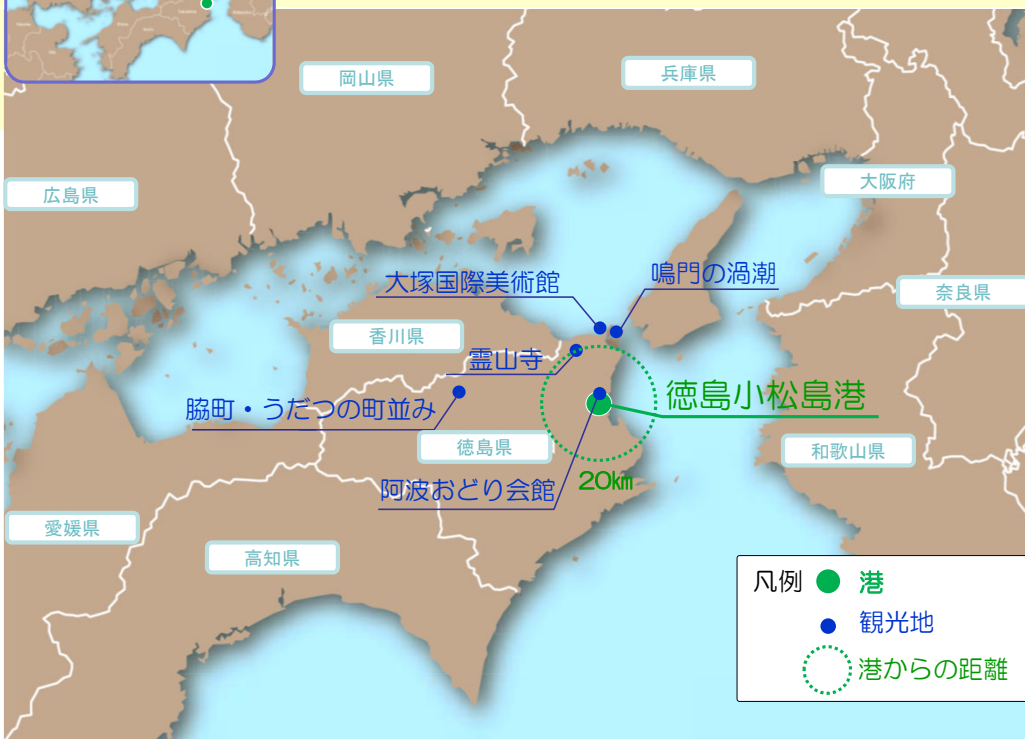 岡山県
兵庫県
広島県
大阪府
大塚国際美術館
鳴門の渦潮
奈良県
香川県
霊山寺
徳島小松島港
脇町・うだつの町並み
徳島県
和歌山県
阿波おどり会館
20km
愛媛県
高知県
凡例
港
観光地
港からの距離